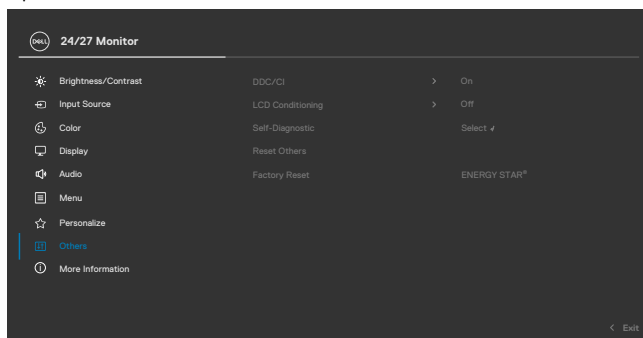 DELL 24/27 Monitor
Brightness/Contrast DDC/CI > On
Input Source LCD Conditioning > Off
Color Self-Diagnostic Select
Display Reset Others
Audio Factory Reset ENERGY STAR®
Menu
Personalize
Others
More Information
< Exit